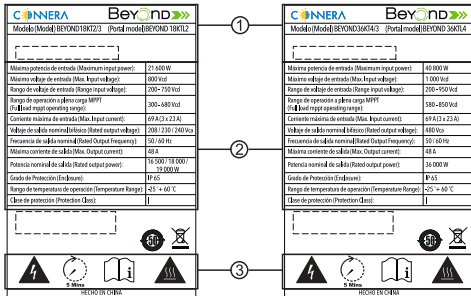 CONNERA BEYOND
Modelo (Model) BEYOND18KT2/3 (Portal model) BEYOND 18KTL2
Máxima potencia de entrada (Maximum input power): 21 600 W
Máximo voltaje de entrada (Max. Input voltage): 800 Vcd
Rango de voltaje de entrada (Range input voltage): 200~750 Vcd
Rango de operación a plena carga MPPT
(Full load mppt operating range): 300~680 Vcd
Corriente máxima de entrada (Max. Input current): 69 A (3 x 23 A)
Voltaje de salida nominal bifásico (Rated output voltage): 208 / 230 / 240 Vca
Frecuencia de salida nominal (Rated Output Frequency): 50 / 60 Hz
Máxima corriente de salida (Max. Output current): 48 A
Potencia nominal de salida (Rated output power): 16 500 / 18 000 /
19 000 W
Grado de Protección (Enclosure): IP 65
Rango de temperatura de operación (Temperature Range): -25 ~+ 60 °C
Clase de protección (Protection Class): I
5 Mins
HECHO EN CHINA
1
2
3
CONNERA BEYOND
Modelo (Model) BEYOND36KT4/3 (Portal model) BEYOND 36KTL4
Máxima potencia de entrada (Maximum input power): 40 800 W
Máximo voltaje de entrada (Max. Input voltage): 1 000 Vcd
Rango de voltaje de entrada (Range input voltage): 200~950 Vcd
Rango de operación a plena carga MPPT
(Full load mppt operating range): 580~850 Vcd
Corriente máxima de entrada (Max. Input current): 69 A (3 x 23 A)
Voltaje de salida nominal bifásico (Rated output voltage): 480 Vca
Frecuencia de salida nominal (Rated Output Frequency): 50 / 60 Hz
Máxima corriente de salida (Max. Output current): 48 A
Potencia nominal de salida (Rated output power): 36 000 W
Grado de Protección (Enclosure): IP 65
Rango de temperatura de operación (Temperature Range): -25 ~+ 60 °C
Clase de protección (Protection Class): I
5 Mins
HECHO EN CHINA